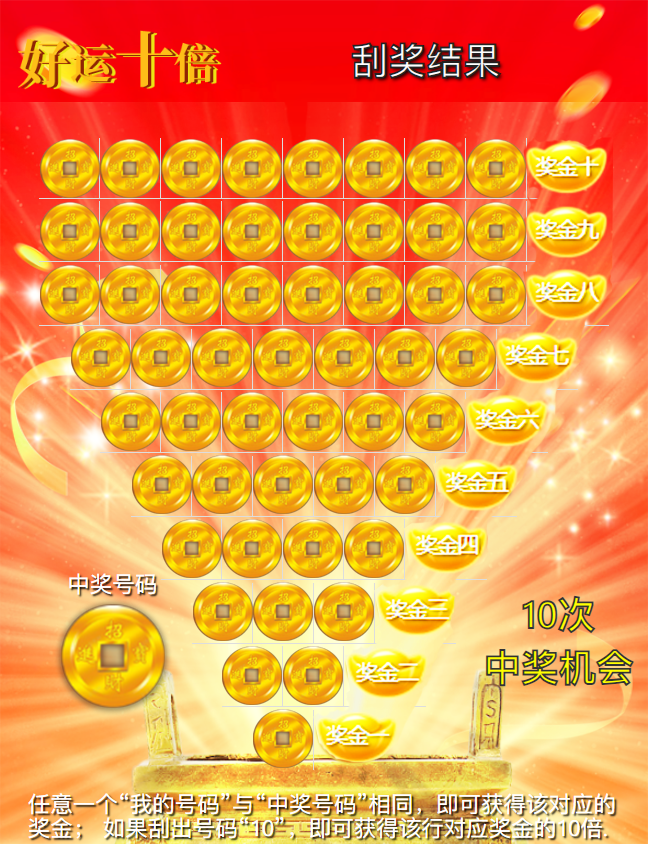 好运十倍
刮奖结果
奖金十
奖金九
奖金八
奖金七
奖金六
奖金五
奖金四
奖金三
中奖号码
10次
奖金二
中奖机会
奖金一
任意一个“我的号码”与“中奖号码”相同，即可获得该对应的
奖金； 如果刮出号码“10”，即可获得该行对应奖金的10倍.